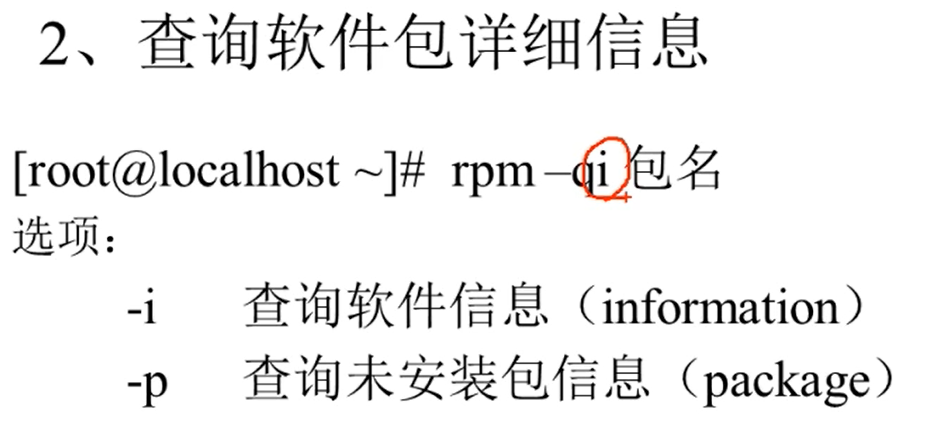 2、查询软件包详细信息
[root@localhost ~]# rpm –qi 包名
选项：
-i 查询软件信息（information）
-p 查询未安装包信息（package）